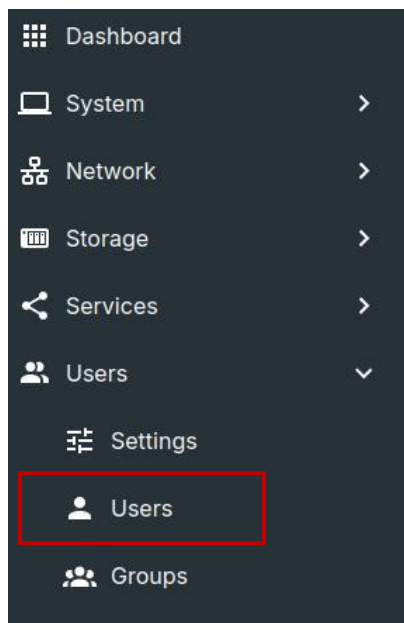 Dashboard
System
Network
Storage
Services
Users
Settings
Users
Groups